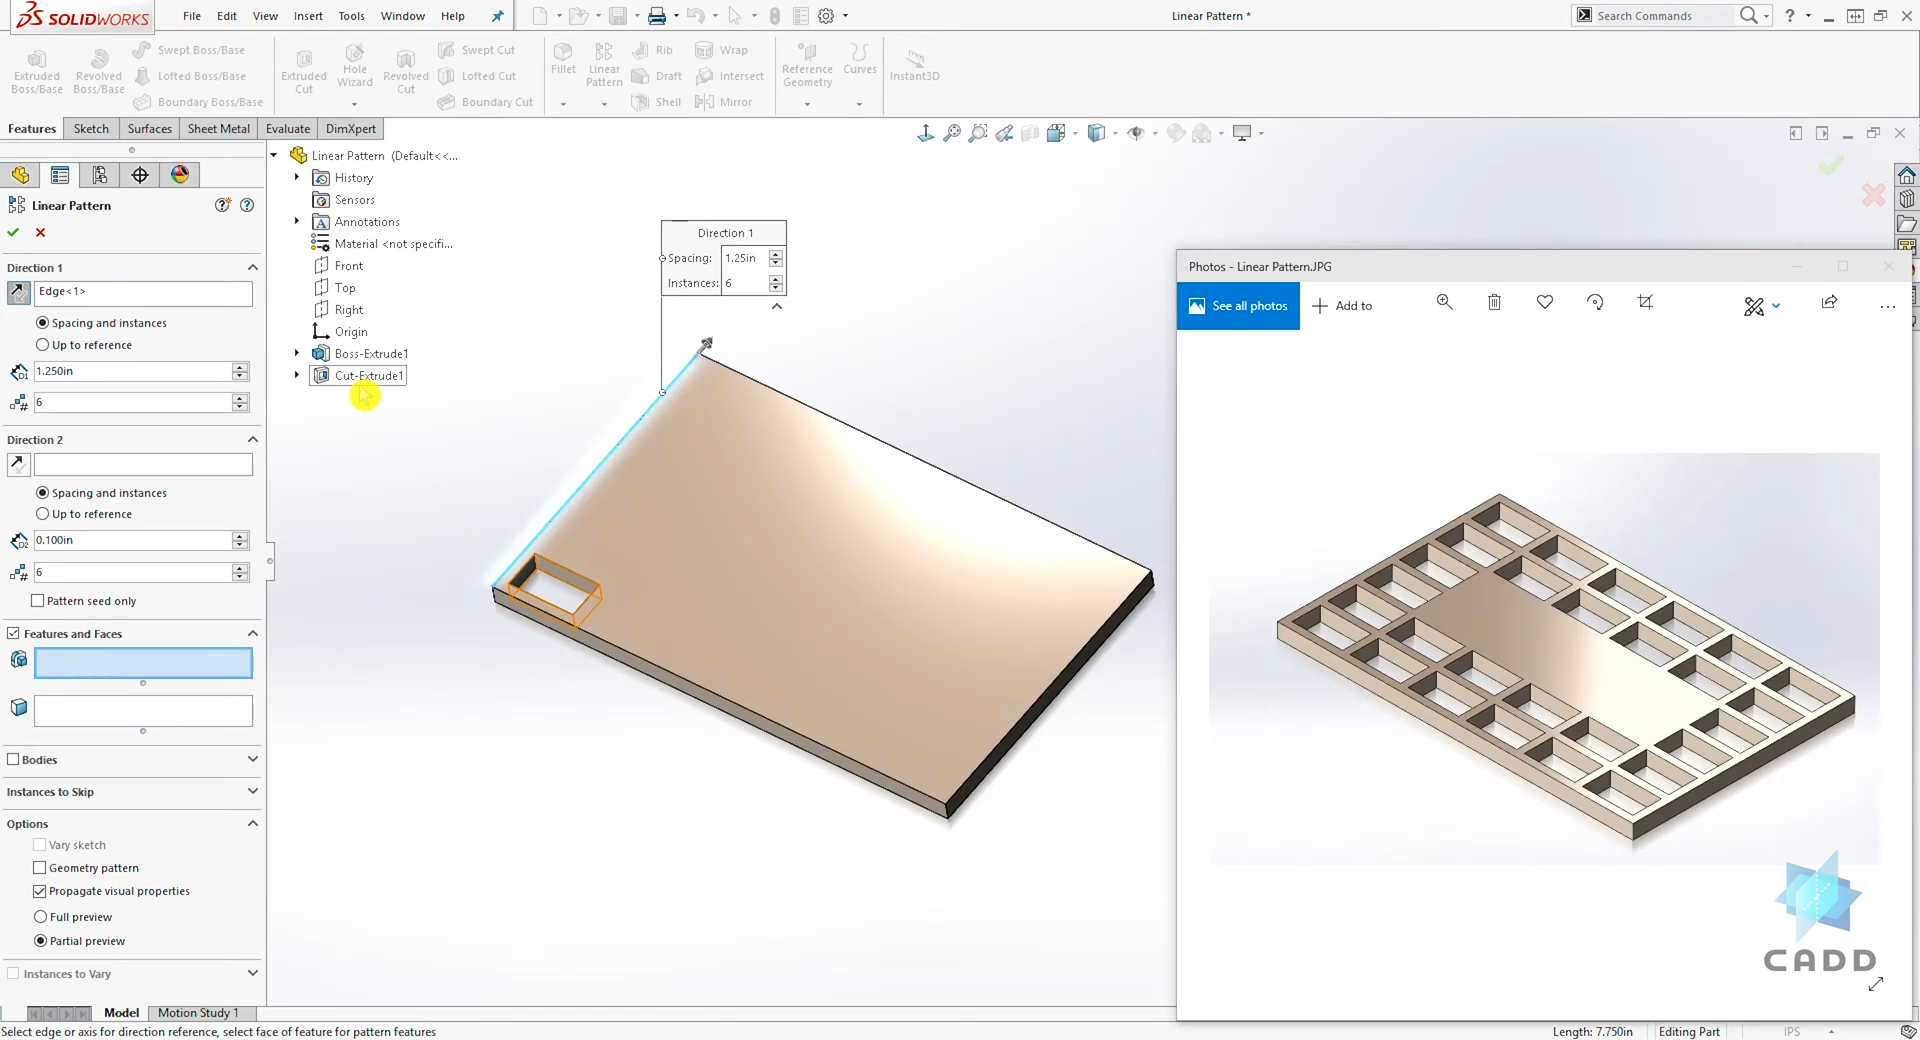 SOLIDWORKS
File Edit View Insert Tools Window Help
Linear Pattern *
Search Commands
Extruded Boss/Base
Revolved Boss/Base
Swept Boss/Base
Lofted Boss/Base
Boundary Boss/Base
Extruded Cut
Hole Wizard
Revolved Cut
Swept Cut
Lofted Cut
Boundary Cut
Fillet
Linear Pattern
Rib
Draft
Shell
Wrap
Intersect
Mirror
Reference Geometry
Curves
Instant3D
Features Sketch Surfaces Sheet Metal Evaluate DimXpert
Linear Pattern
Direction 1
Edge<1>
Spacing and instances
Up to reference
D1 1.250in
# 6
Direction 2
Spacing and instances
Up to reference
D2 0.100in
# 6
Pattern seed only
Features and Faces
Bodies
Instances to Skip
Options
Vary sketch
Geometry pattern
Propagate visual properties
Full preview
Partial preview
Instances to Vary
Linear Pattern (Default<<...
History
Sensors
A Annotations
Material <not specifi...
Front
Top
Right
Origin
Boss-Extrude1
Cut-Extrude1
Direction 1
Spacing: 1.25in
Instances: 6
Photos - Linear Pattern.JPG
See all photos
Add to
CADD
Model Motion Study 1
Select edge or axis for direction reference, select face of feature for pattern features
Length: 7.750in Editing Part IPS